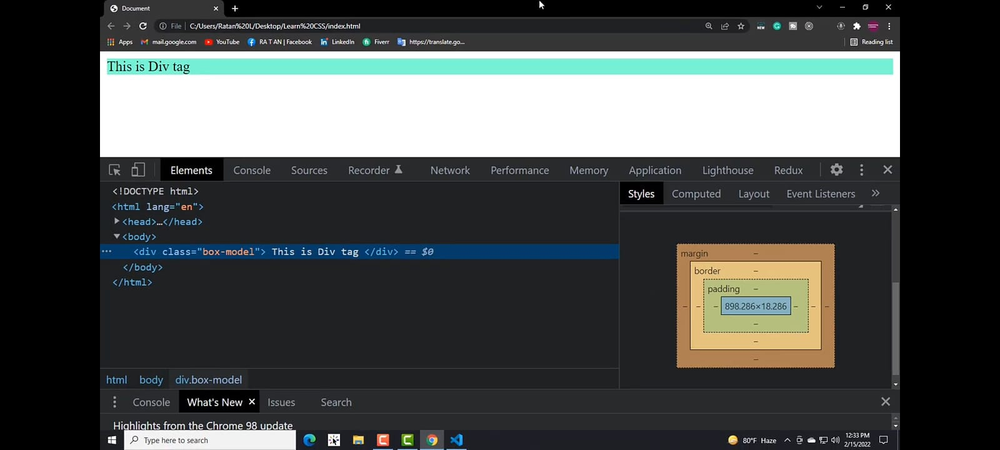 Document
File C:/Users/Ratan%20L/Desktop/Learn%20CSS/index.html
Apps mail.google.com YouTube RA T AN | Facebook LinkedIn Fiverr https://translate.go... Reading list
This is Div tag
Elements Console Sources Recorder Network Performance Memory Application Lighthouse Redux
<!DOCTYPE html>
<html lang="en">
<head>…</head>
<body>
<div class="box-model"> This is Div tag </div> == $0
</body>
</html>
html body div.box-model
Styles Computed Layout Event Listeners
margin –
border –
padding –
– – – 898.286×18.286 – – –
–
–
–
Console What's New Issues Search
Highlights from the Chrome 98 update
Type here to search
80°F Haze
12:33 PM
2/15/2022